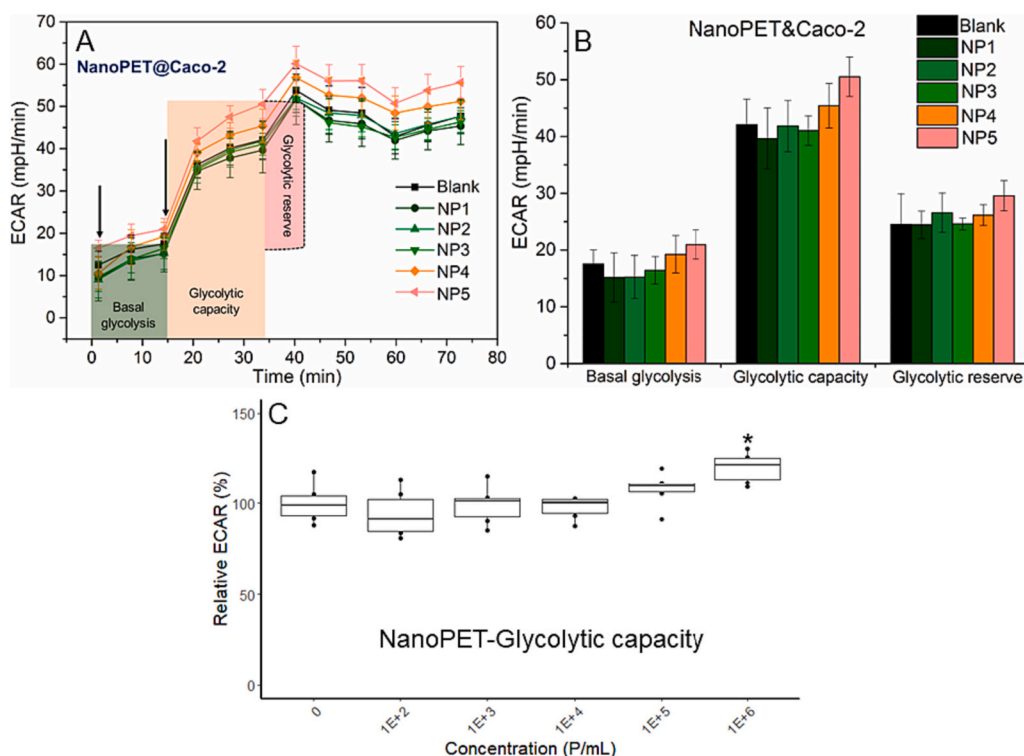 A
NanoPET@Caco-2
ECAR (mpH/min)
70
60
50
40
30
20
10
0
Basal
glycolysis
Glycolytic
capacity
Glycolytic
reserve
Blank
NP1
NP2
NP3
NP4
NP5
0 10 20 30 40 50 60 70 80
Time (min)
B
NanoPET&Caco-2
ECAR (mpH/min)
60
50
40
30
20
10
0
Blank
NP1
NP2
NP3
NP4
NP5
Basal glycolysis Glycolytic capacity Glycolytic reserve
C
Relative ECAR (%)
150
100
50
0
*
NanoPET-Glycolytic capacity
0 1E+2 1E+3 1E+4 1E+5 1E+6
Concentration (P/mL)